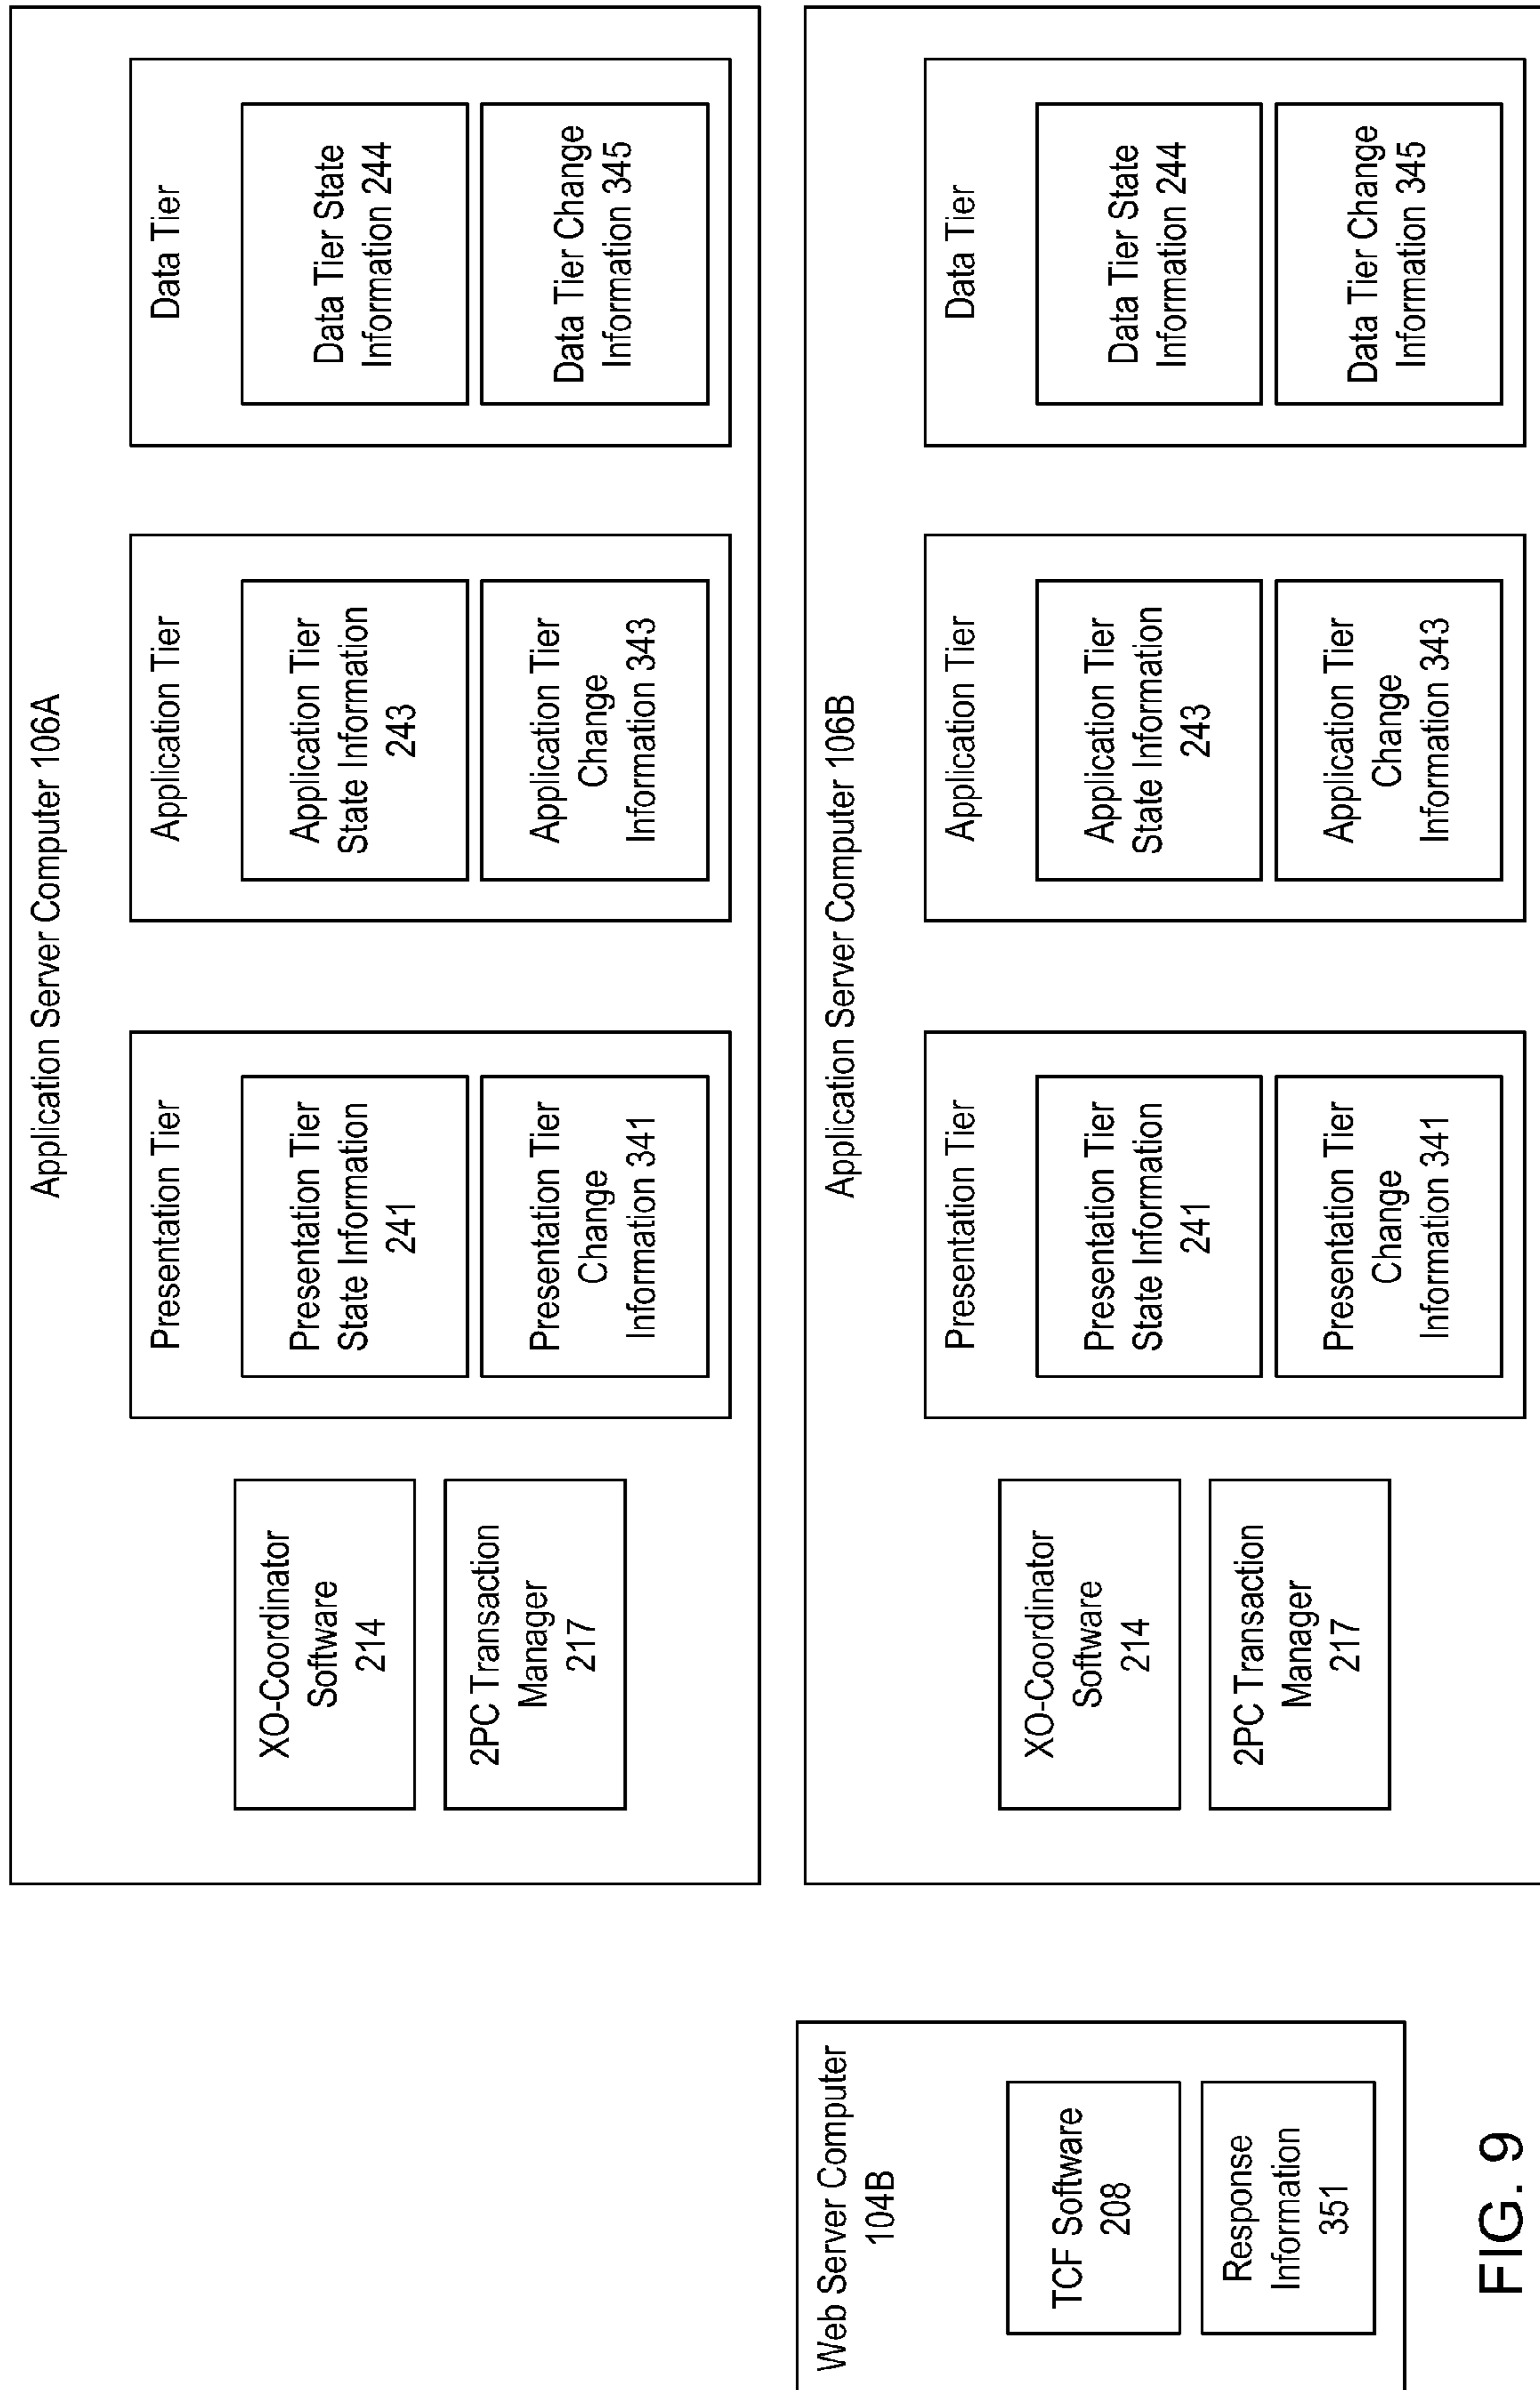 Application Server Computer 106A
XO-Coordinator
Software
214
2PC Transaction
Manager
217
Presentation Tier
Presentation Tier
State Information
241
Presentation Tier
Change
Information 341
Application Tier
Application Tier
State Information
243
Application Tier
Change
Information 343
Data Tier
Data Tier State
Information 244
Data Tier Change
Information 345
Web Server Computer
104B
TCF Software
208
Response
Information
351
Application Server Computer 106B
XO-Coordinator
Software
214
2PC Transaction
Manager
217
Presentation Tier
Presentation Tier
State Information
241
Presentation Tier
Change
Information 341
Application Tier
Application Tier
State Information
243
Application Tier
Change
Information 343
Data Tier
Data Tier State
Information 244
Data Tier Change
Information 345
FIG. 9